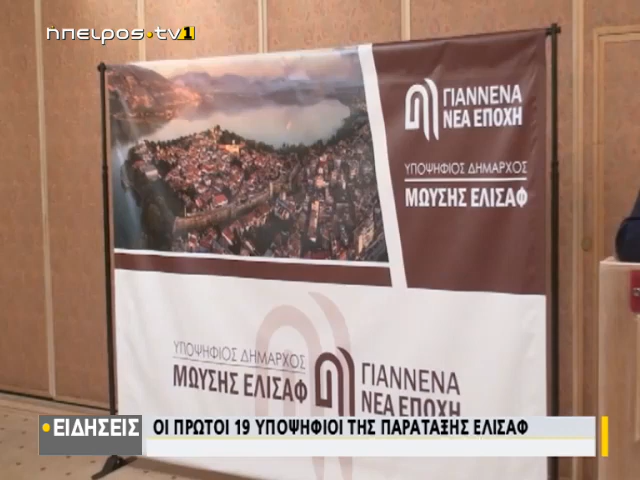 ηπειροs.tv1
ΓΙΑΝΝΕΝΑ
ΝΕΑ ΕΠΟΧΗ
ΥΠΟΨΗΦΙΟΣ ΔΗΜΑΡΧΟΣ
ΜΩΥΣΗΣ ΕΛΙΣΑΦ
ΥΠΟΨΗΦΙΟΣ ΔΗΜΑΡΧΟΣ
ΜΩΥΣΗΣ ΕΛΙΣΑΦ
ΓΙΑΝΝΕΝΑ
ΝΕΑ ΕΠΟΧΗ
ΕΙΔΗΣΕΙΣ
ΟΙ ΠΡΩΤΟΙ 19 ΥΠΟΨΗΦΙΟΙ ΤΗΣ ΠΑΡΑΤΑΞΗΣ ΕΛΙΣΑΦ